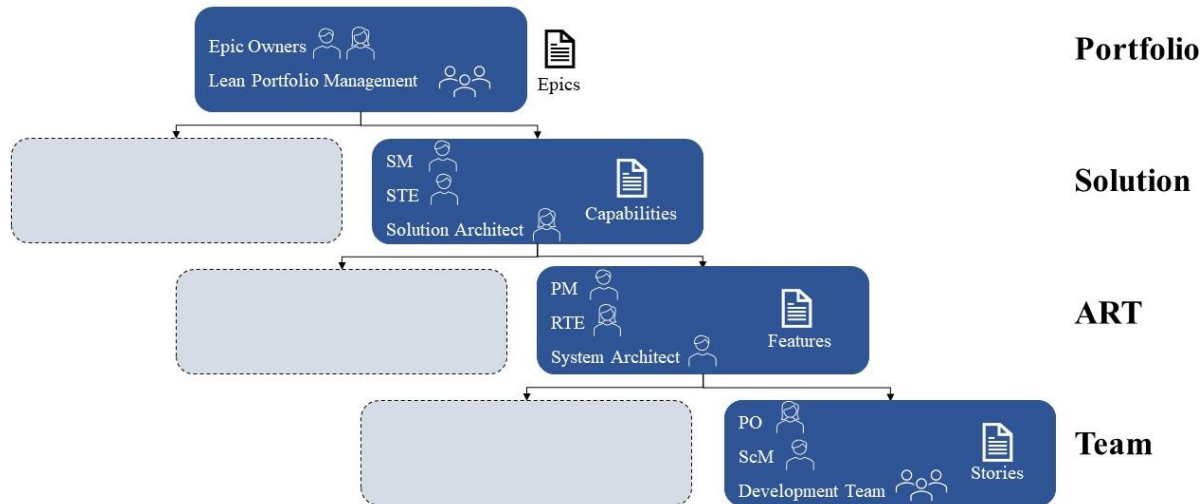 Epic Owners
Lean Portfolio Management
Epics
Portfolio
SM
STE
Solution Architect
Capabilities
Solution
PM
RTE
System Architect
Features
ART
PO
ScM
Development Team
Stories
Team